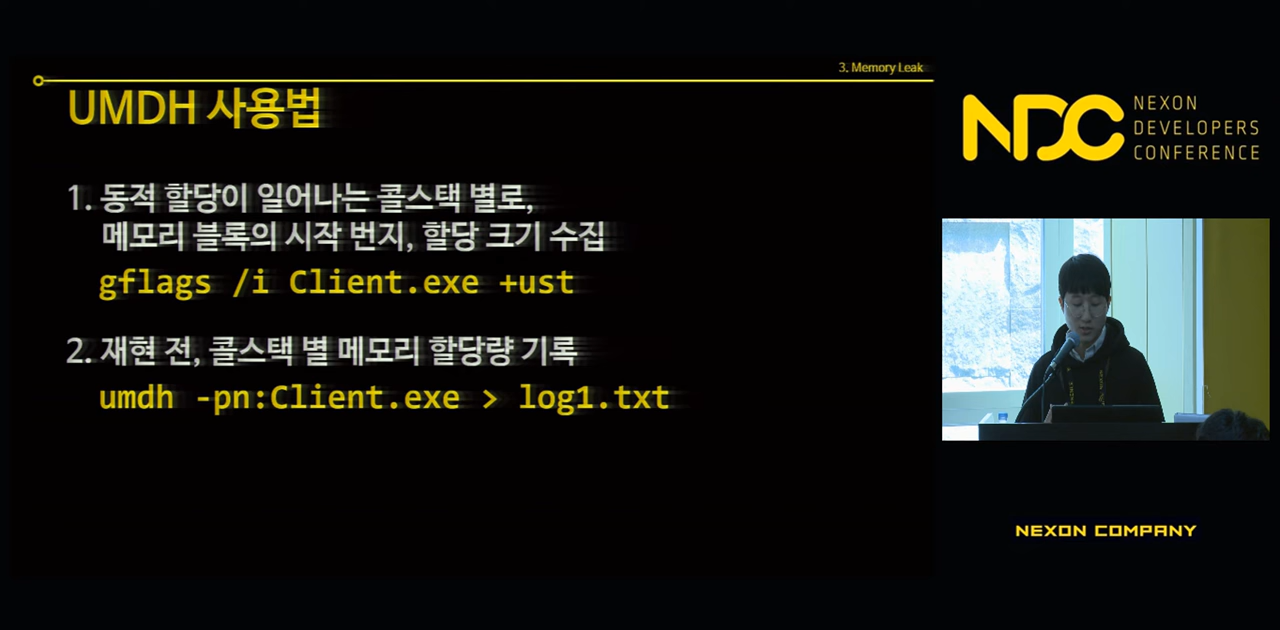 3. Memory Leak
UMDH 사용법
1. 동적 할당이 일어나는 콜스택 별로,
메모리 블록의 시작 번지, 할당 크기 수집
gflags /i Client.exe +ust
2. 재현 전, 콜스택 별 메모리 할당량 기록
umdh -pn:Client.exe > log1.txt
NDC
NEXON
DEVELOPERS
CONFERENCE
NEXON COMPANY